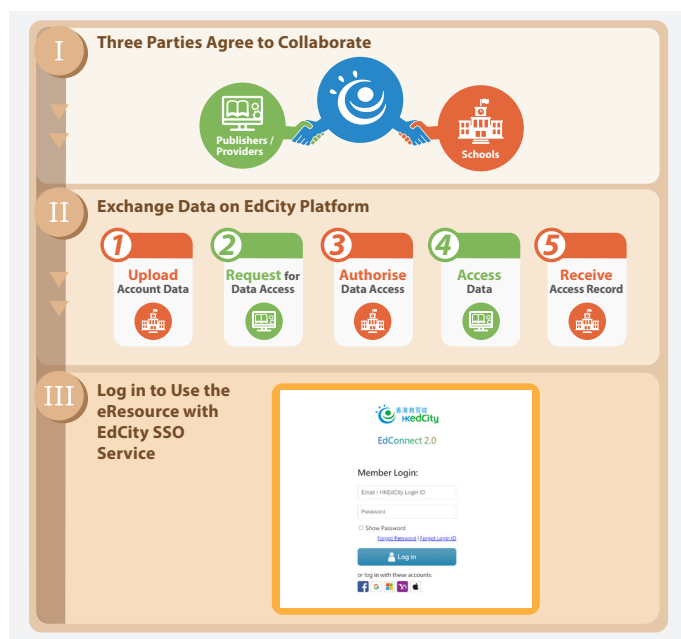 I
Three Parties Agree to Collaborate
Publishers /
Providers
Schools
II
Exchange Data on EdCity Platform
1
Upload
Account Data
2
Request for
Data Access
3
Authorise
Data Access
4
Access
Data
5
Receive
Access Record
III
Log in to Use the
eResource with
EdCity SSO
Service
香港教育城
HKedCity
EdConnect 2.0
Member Login:
Email / HKEdCity Login ID
Password
Show Password
Forgot Password | Forgot Login ID
Log in
or log in with these accounts: